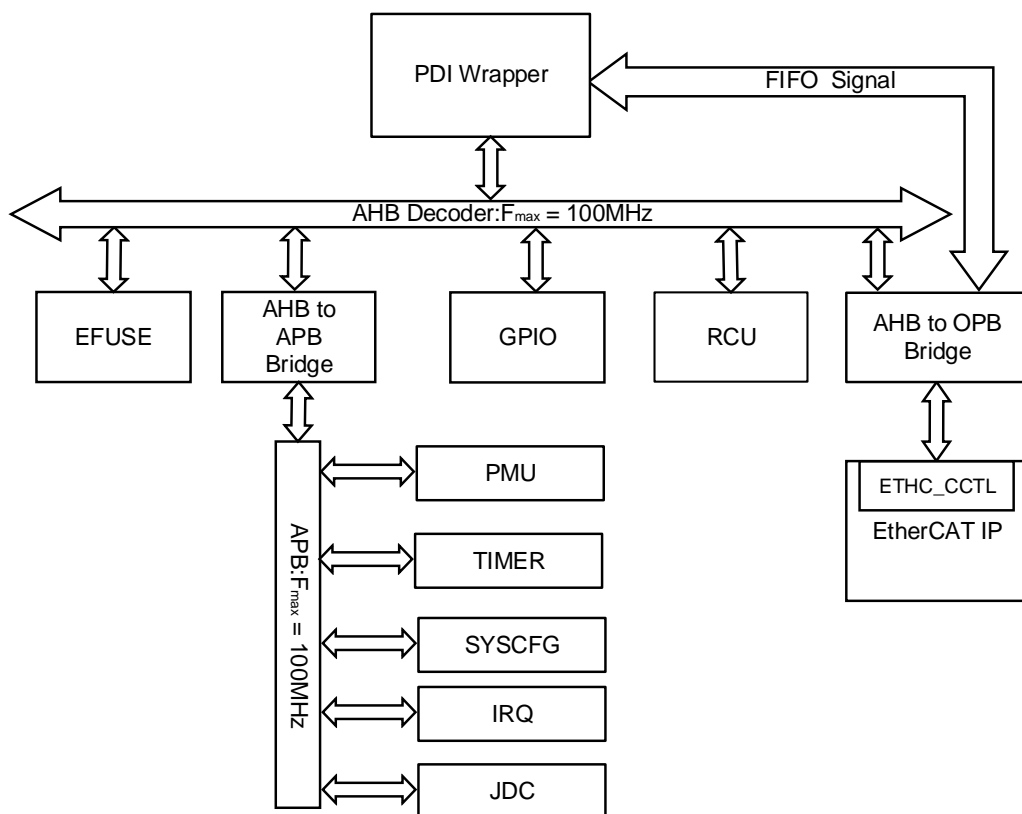 PDI Wrapper
FIFO Signal
AHB Decoder:Fmax = 100MHz
EFUSE
AHB to
APB
Bridge
GPIO
RCU
AHB to OPB
Bridge
APB:Fmax = 100MHz
PMU
TIMER
SYSCFG
IRQ
JDC
ETHC_CCTL
EtherCAT IP